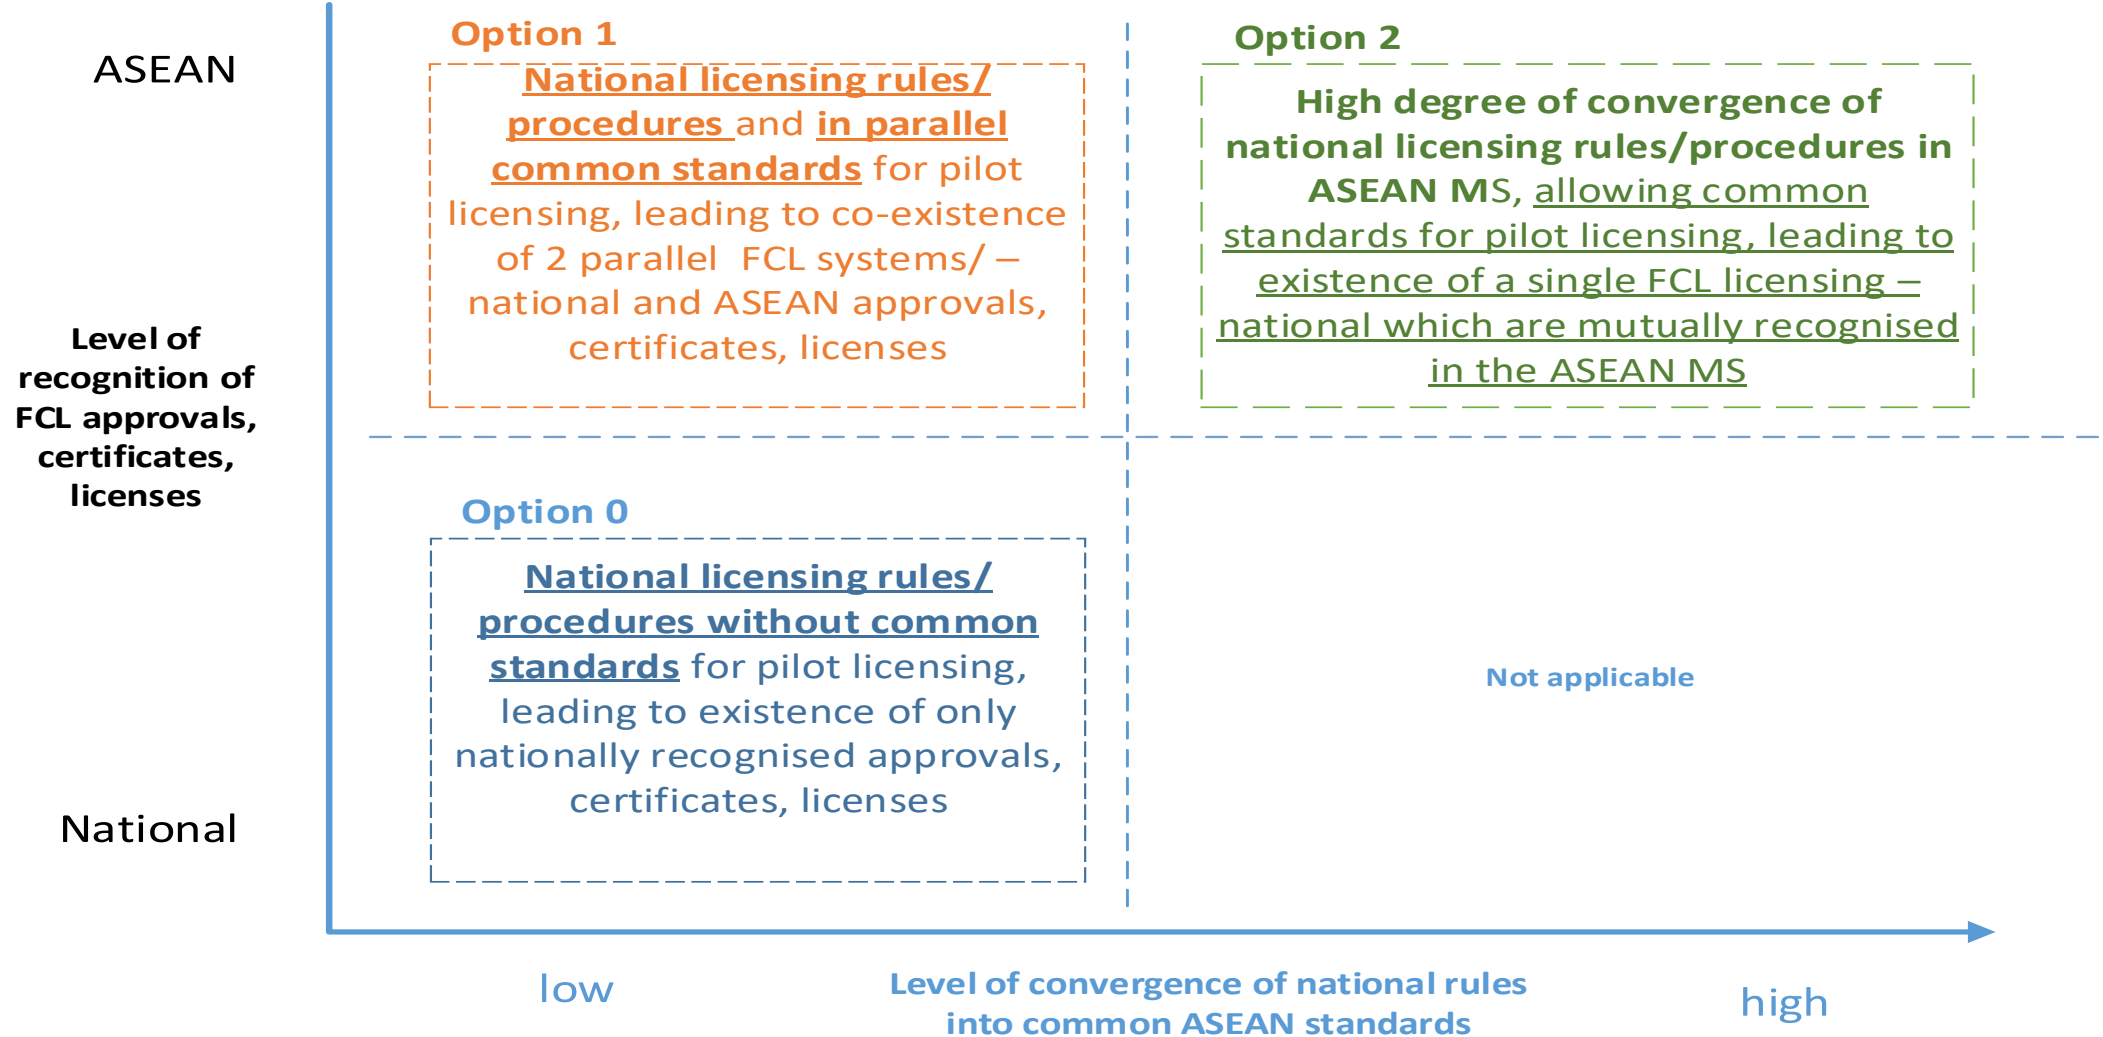 ASEAN
Option 1
National licensing rules/
procedures and in parallel
common standards for pilot
licensing, leading to co-existence
of 2 parallel FCL systems/ –
national and ASEAN approvals,
certificates, licenses
Option 2
High degree of convergence of
national licensing rules/procedures in
ASEAN MS, allowing common
standards for pilot licensing, leading to
existence of a single FCL licensing –
national which are mutually recognised
in the ASEAN MS
Level of
recognition of
FCL approvals,
certificates,
licenses
Option 0
National licensing rules/
procedures without common
standards for pilot licensing,
leading to existence of only
nationally recognised approvals,
certificates, licenses
Not applicable
National
low
Level of convergence of national rules
into common ASEAN standards
high